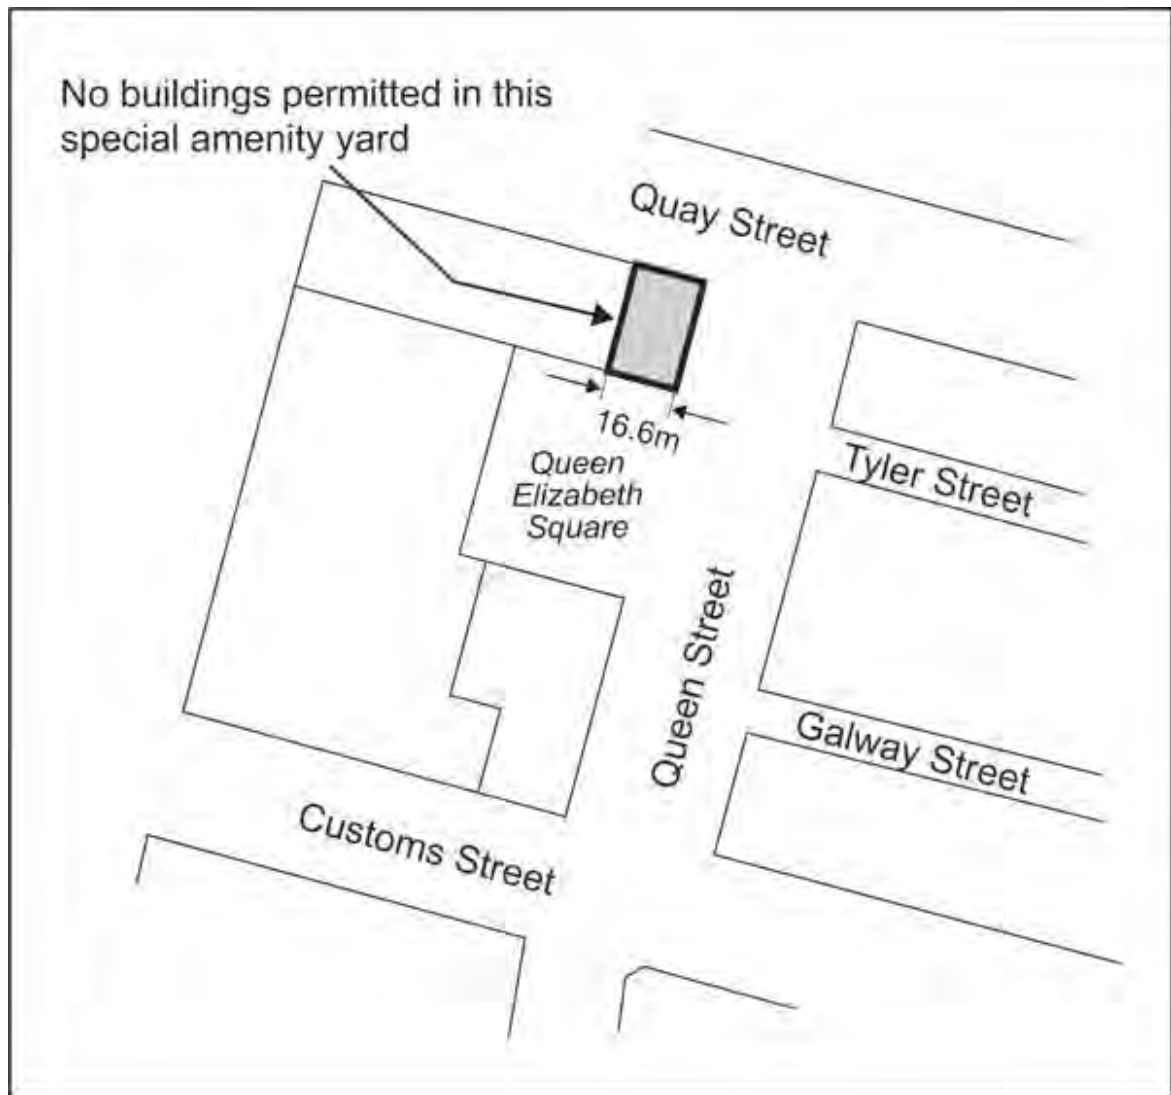 No buildings permitted in this
special amenity yard
Quay Street
16.6m
Queen
Elizabeth
Square
Tyler Street
Queen Street
Galway Street
Customs Street